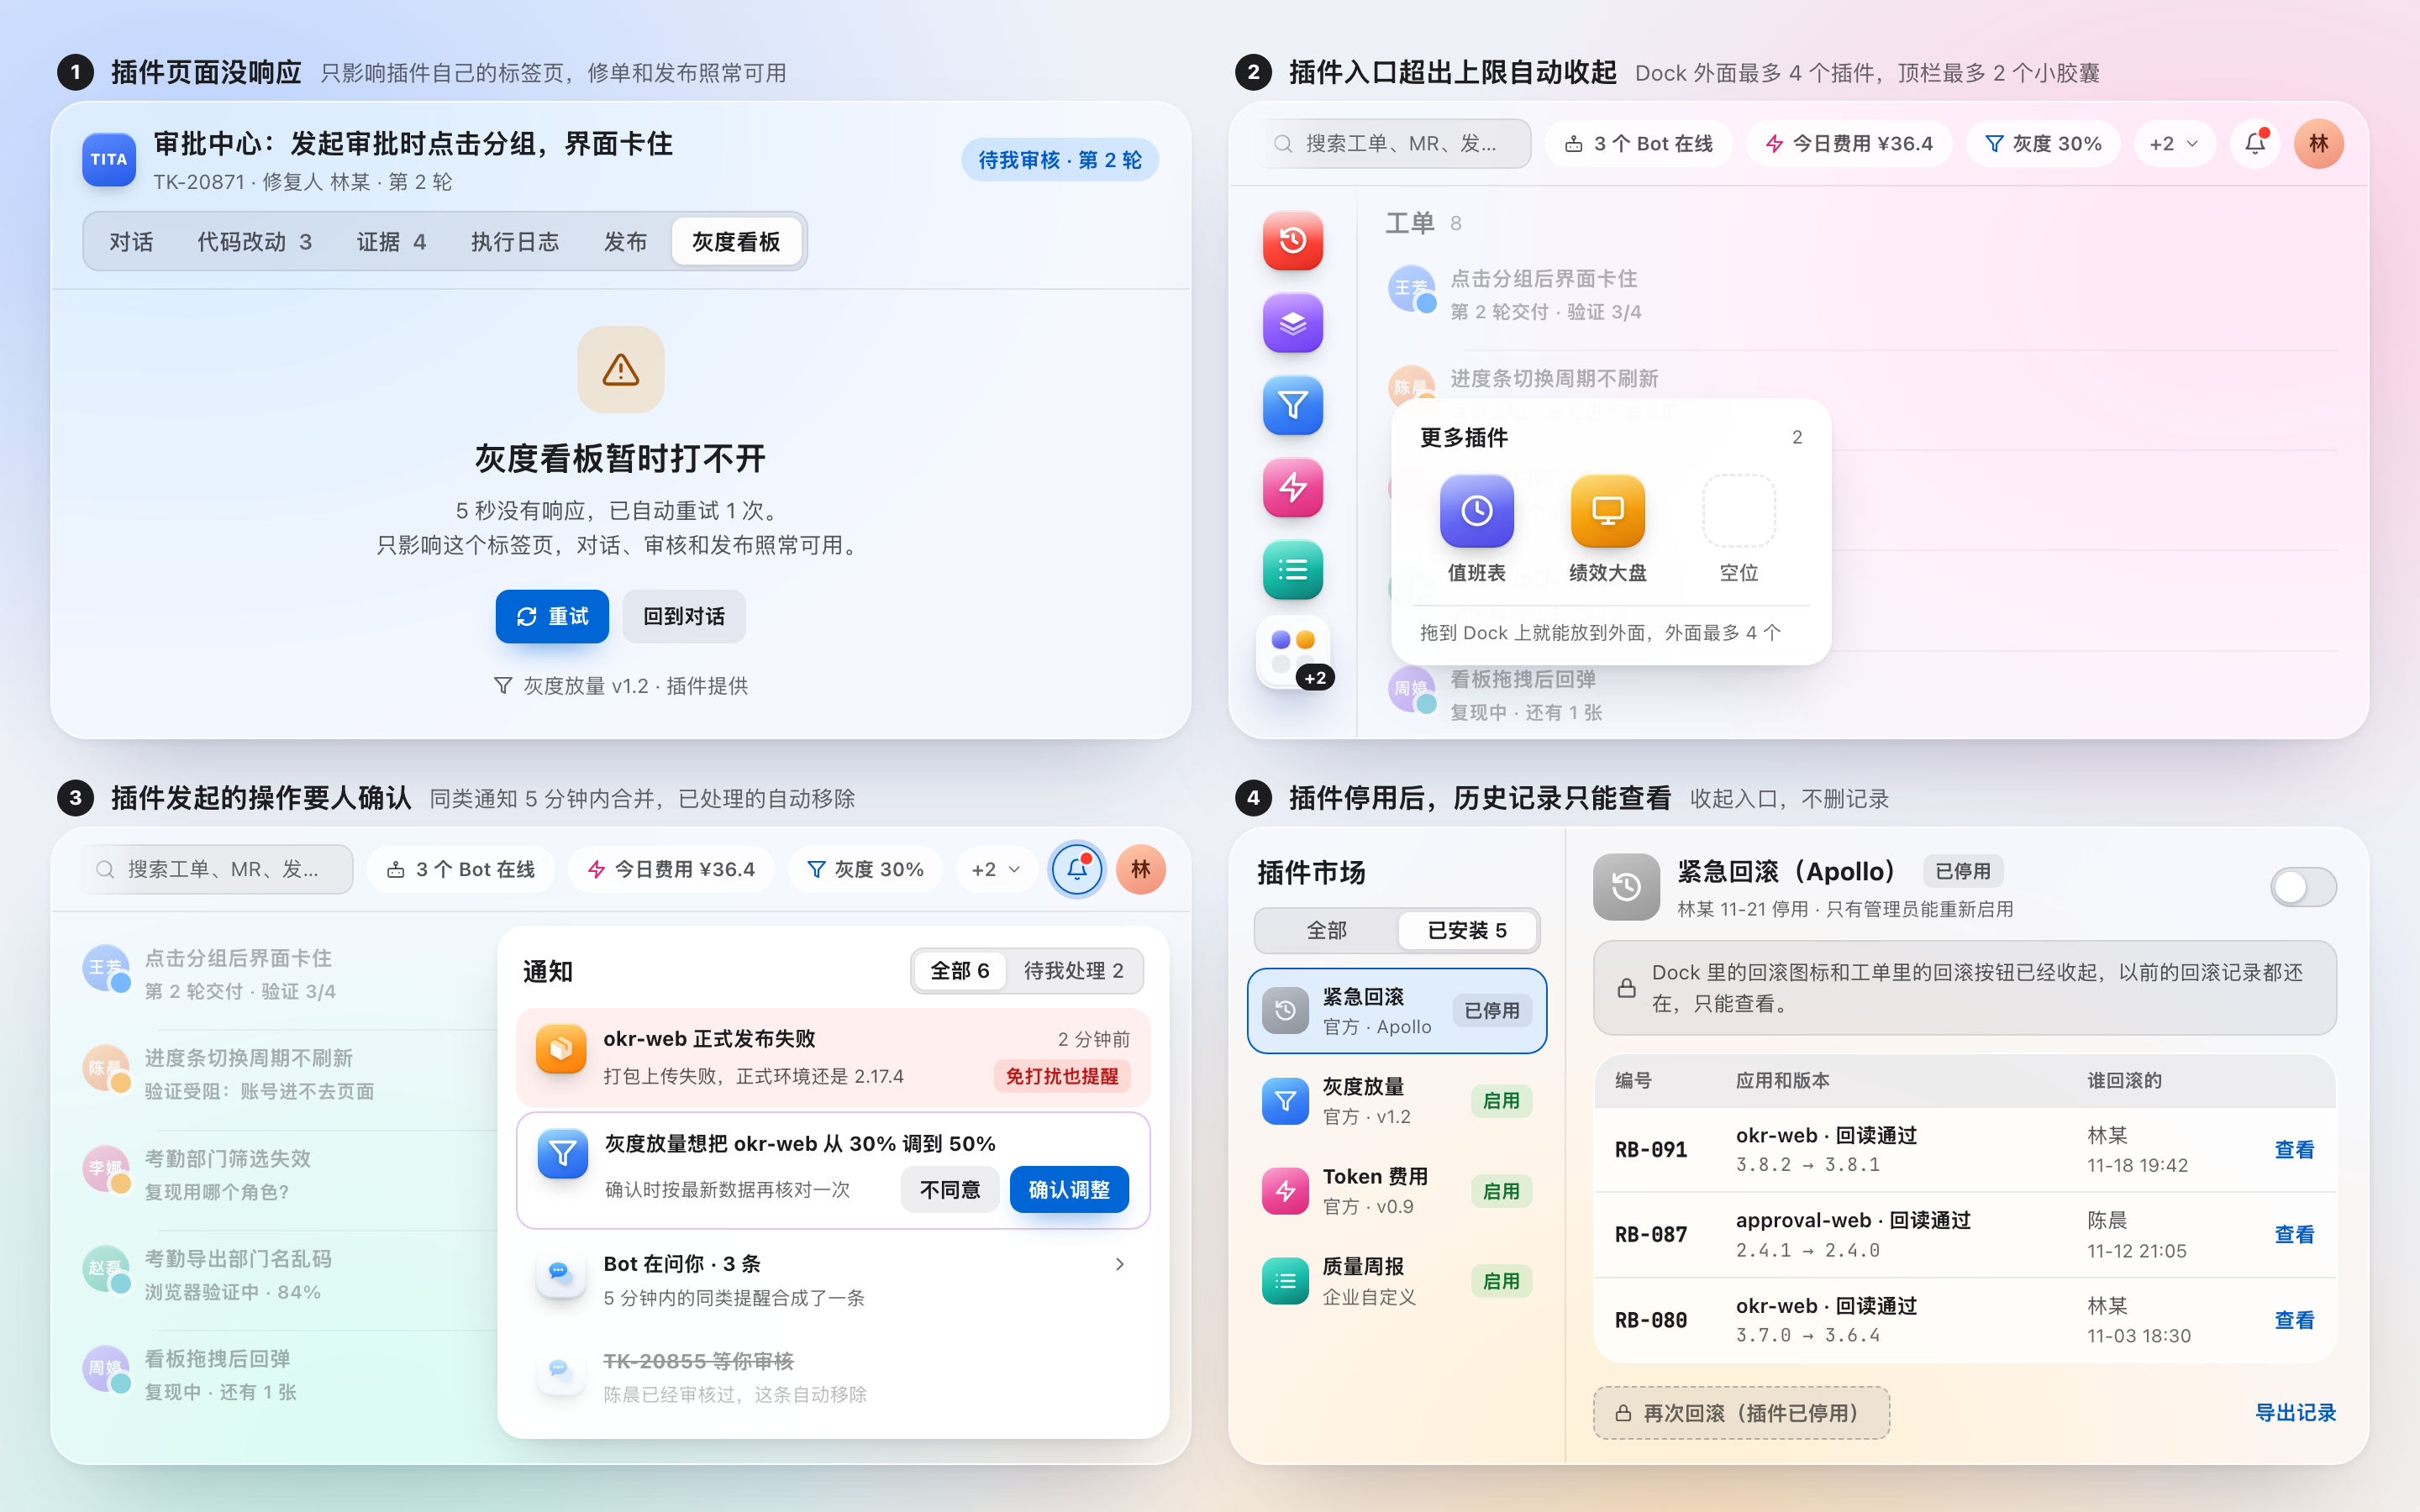 1 插件页面没响应 只影响插件自己的标签页，修单和发布照常可用
TITA
审批中心：发起审批时点击分组，界面卡住
TK-20871 · 修复人 林某 · 第 2 轮
待我审核 · 第 2 轮
对话 代码改动 3 证据 4 执行日志 发布 灰度看板
灰度看板暂时打不开
5 秒没有响应，已自动重试 1 次。
只影响这个标签页，对话、审核和发布照常可用。
重试 回到对话
灰度放量 v1.2 · 插件提供
2 插件入口超出上限自动收起 Dock 外面最多 4 个插件，顶栏最多 2 个小胶囊
搜索工单、MR、发... 3 个 Bot 在线 今日费用 ¥36.4 灰度 30% +2 林
工单 8
王芳
点击分组后界面卡住
第 2 轮交付 · 验证 3/4
陈晨
进度条切换周期不刷新
更多插件 2
值班表 绩效大盘 空位
拖到 Dock 上就能放到外面，外面最多 4 个
+2
周婷
看板拖拽后回弹
复现中 · 还有 1 张
3 插件发起的操作要人确认 同类通知 5 分钟内合并，已处理的自动移除
搜索工单、MR、发... 3 个 Bot 在线 今日费用 ¥36.4 灰度 30% +2 林
王芳
点击分组后界面卡住
第 2 轮交付 · 验证 3/4
陈晨
进度条切换周期不刷新
验证受阻：账号进不去页面
李娜
考勤部门筛选失效
复现用哪个角色?
赵磊
考勤导出部门名乱码
浏览器验证中 · 84%
周婷
看板拖拽后回弹
复现中 · 还有 1 张
通知 全部 6 待我处理 2
okr-web 正式发布失败 2 分钟前
打包上传失败，正式环境还是 2.17.4 免打扰也提醒
灰度放量想把 okr-web 从 30% 调到 50%
确认时按最新数据再核对一次 不同意 确认调整
Bot 在问你 · 3 条
5 分钟内的同类提醒合成了一条
TK-20855 等你审核
陈晨已经审核过，这条自动移除
4 插件停用后，历史记录只能查看 收起入口，不删记录
插件市场
全部 已安装 5
紧急回滚
官方 · Apollo
已停用
灰度放量
官方 · v1.2
启用
Token 费用
官方 · v0.9
启用
质量周报
企业自定义
启用
紧急回滚（Apollo） 已停用
林某 11-21 停用 · 只有管理员能重新启用
Dock 里的回滚图标和工单里的回滚按钮已经收起，以前的回滚记录都还
在，只能查看。
编号 应用和版本 谁回滚的
RB-091 okr-web · 回读通过 林某 查看
3.8.2 → 3.8.1 11-18 19:42
RB-087 approval-web · 回读通过 陈晨 查看
2.4.1 → 2.4.0 11-12 21:05
RB-080 okr-web · 回读通过 林某 查看
3.7.0 → 3.6.4 11-03 18:30
再次回滚（插件已停用） 导出记录